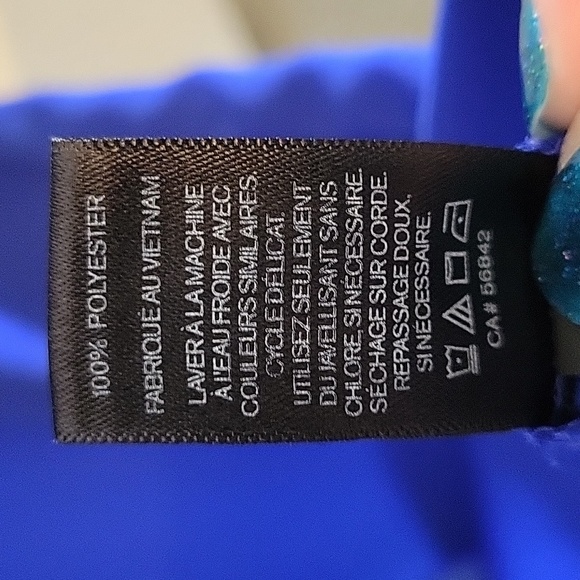 100% POLYESTER
FABRIQUÉ AU VIETNAM
LAVER À LA MACHINE
À L'EAU FROIDE AVEC
COULEURS SIMILAIRES.
CYCLE DÉLICAT.
UTILISEZ SEULEMENT
DU JAVELLISANT SANS
CHLORE SI NÉCESSAIRE.
SÉCHAGE SUR CORDE.
REPASSAGE DOUX,
SI NÉCESSAIRE.
CA# 56842